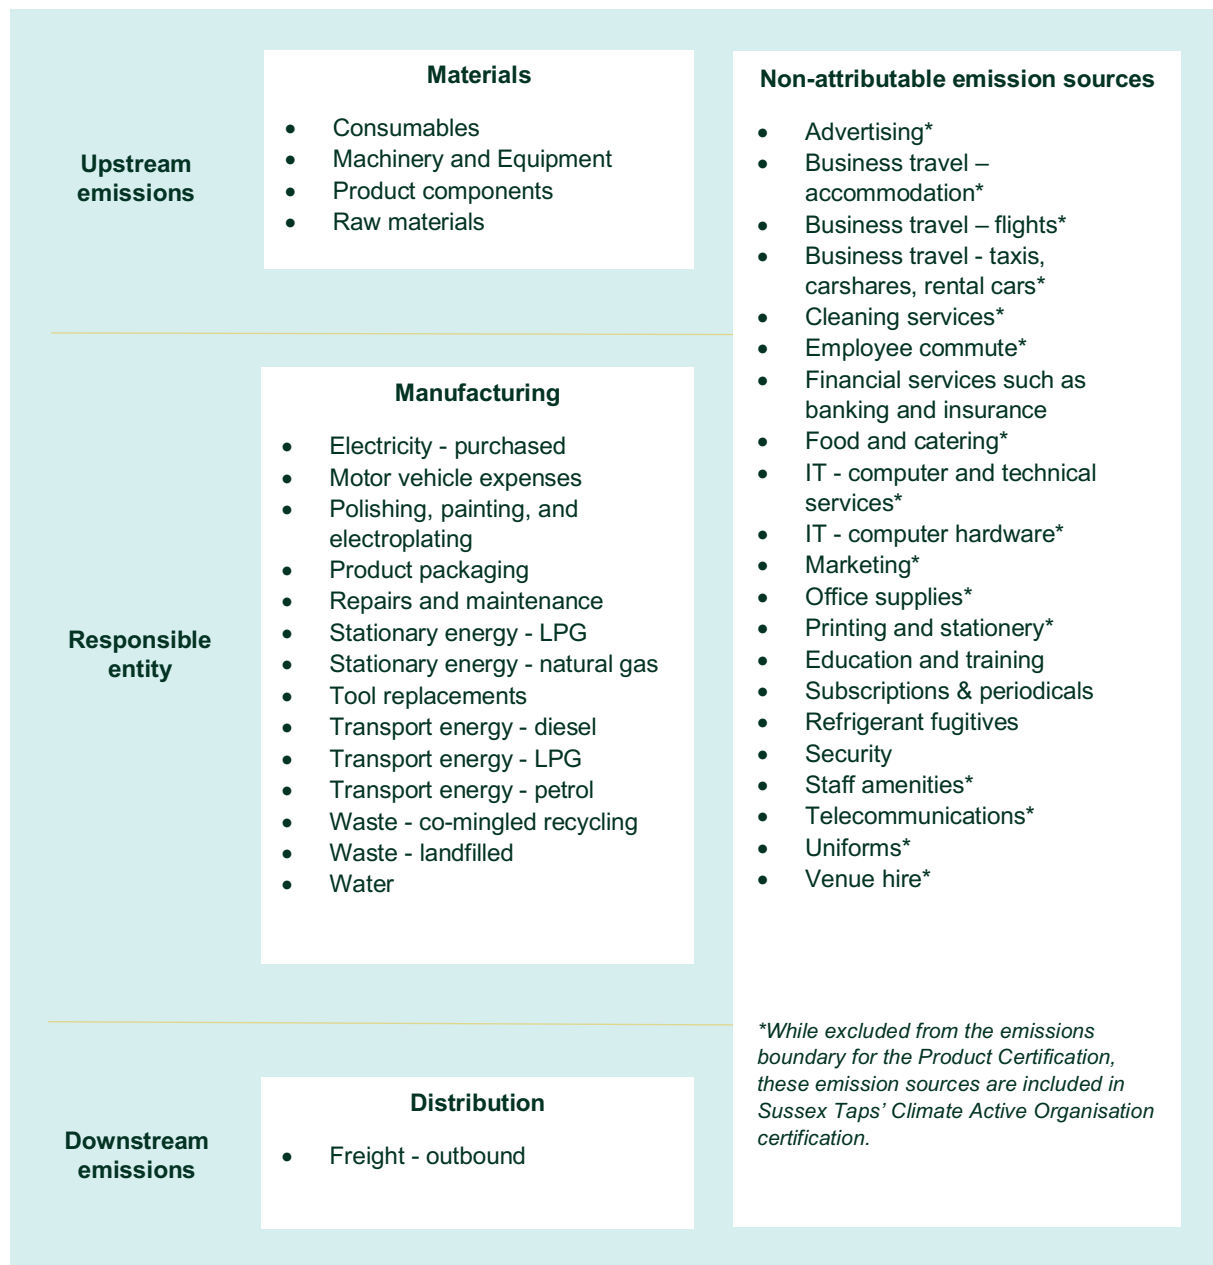 Upstream
emissions
Materials
• Consumables
• Machinery and Equipment
• Product components
• Raw materials
Responsible
entity
Manufacturing
• Electricity - purchased
• Motor vehicle expenses
• Polishing, painting, and
electroplating
• Product packaging
• Repairs and maintenance
• Stationary energy - LPG
• Stationary energy - natural gas
• Tool replacements
• Transport energy - diesel
• Transport energy - LPG
• Transport energy - petrol
• Waste - co-mingled recycling
• Waste - landfilled
• Water
Downstream
emissions
Distribution
• Freight - outbound
Non-attributable emission sources
• Advertising*
• Business travel –
accommodation*
• Business travel – flights*
• Business travel - taxis,
carshares, rental cars*
• Cleaning services*
• Employee commute*
• Financial services such as
banking and insurance
• Food and catering*
• IT - computer and technical
services*
• IT - computer hardware*
• Marketing*
• Office supplies*
• Printing and stationery*
• Education and training
• Subscriptions & periodicals
• Refrigerant fugitives
• Security
• Staff amenities*
• Telecommunications*
• Uniforms*
• Venue hire*
*While excluded from the emissions
boundary for the Product Certification,
these emission sources are included in
Sussex Taps’ Climate Active Organisation
certification.